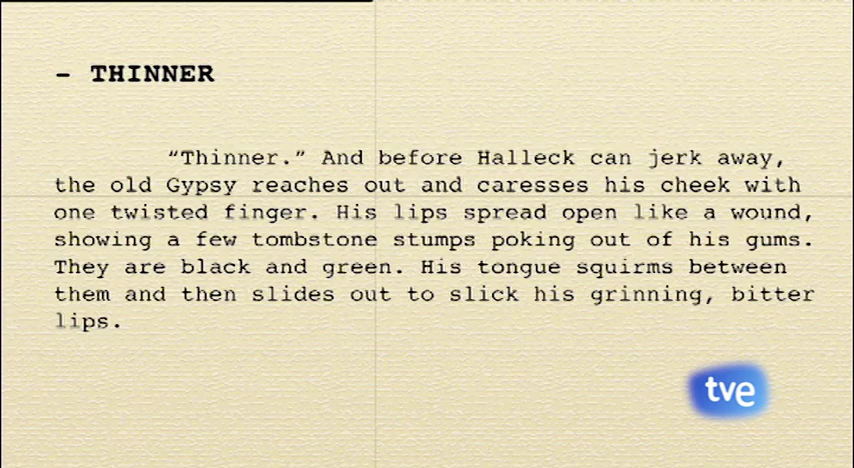 - THINNER
“Thinner.” And before Halleck can jerk away,
the old Gypsy reaches out and caresses his cheek with
one twisted finger. His lips spread open like a wound,
showing a few tombstone stumps poking out of his gums.
They are black and green. His tongue squirms between
them and then slides out to slick his grinning, bitter
lips.
tve